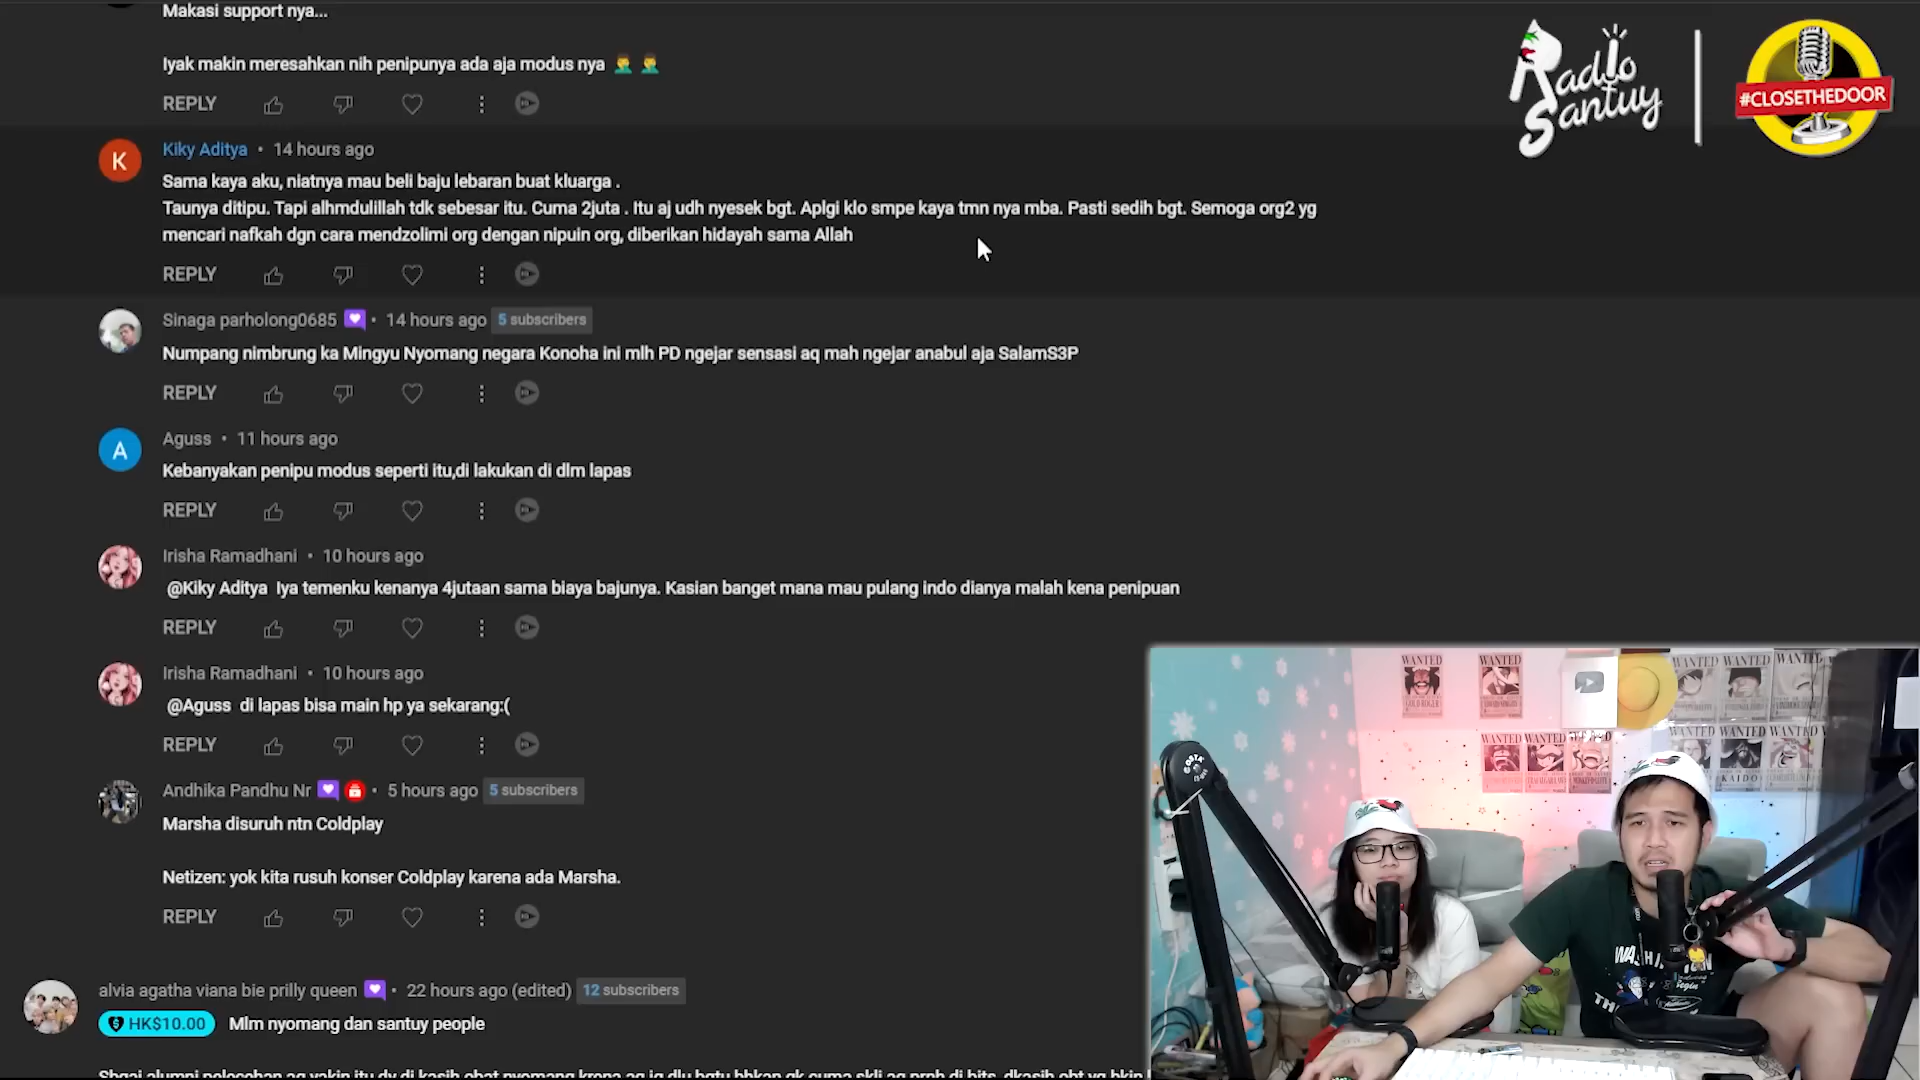 Makasi support nya...
Iyak makin meresahkan nih penipunya ada aja modus nya 🤦‍♂️ 🤦‍♂️
REPLY
Radio Santuy
#CLOSETHEDOOR
K
Kiky Aditya • 14 hours ago
Sama kaya aku, niatnya mau beli baju lebaran buat kluarga .
Taunya ditipu. Tapi alhmdulillah tdk sebesar itu. Cuma 2juta . Itu aj udh nyesek bgt. Aplgi klo smpe kaya tmn nya mba. Pasti sedih bgt. Semoga org2 yg
mencari nafkah dgn cara mendzolimi org dengan nipuin org, diberikan hidayah sama Allah
REPLY
Sinaga parholong0685 • 14 hours ago 5 subscribers
Numpang nimbrung ka Mingyu Nyomang negara Konoha ini mlh PD ngejar sensasi aq mah ngejar anabul aja SalamS3P
REPLY
A
Aguss • 11 hours ago
Kebanyakan penipu modus seperti itu,di lakukan di dlm lapas
REPLY
Irisha Ramadhani • 10 hours ago
@Kiky Aditya Iya temenku kenanya 4jutaan sama biaya bajunya. Kasian banget mana mau pulang indo dianya malah kena penipuan
REPLY
Irisha Ramadhani • 10 hours ago
@Aguss di lapas bisa main hp ya sekarang:(
REPLY
Andhika Pandhu Nr • 5 hours ago 5 subscribers
Marsha disuruh ntn Coldplay
Netizen: yok kita rusuh konser Coldplay karena ada Marsha.
REPLY
alvia agatha viana bie prilly queen • 22 hours ago (edited) 12 subscribers
HK$10.00 Mlm nyomang dan santuy people
WANTED
WANTED
WANTED
WANTED
WANTED
WANTED
WANTED
KAIDO